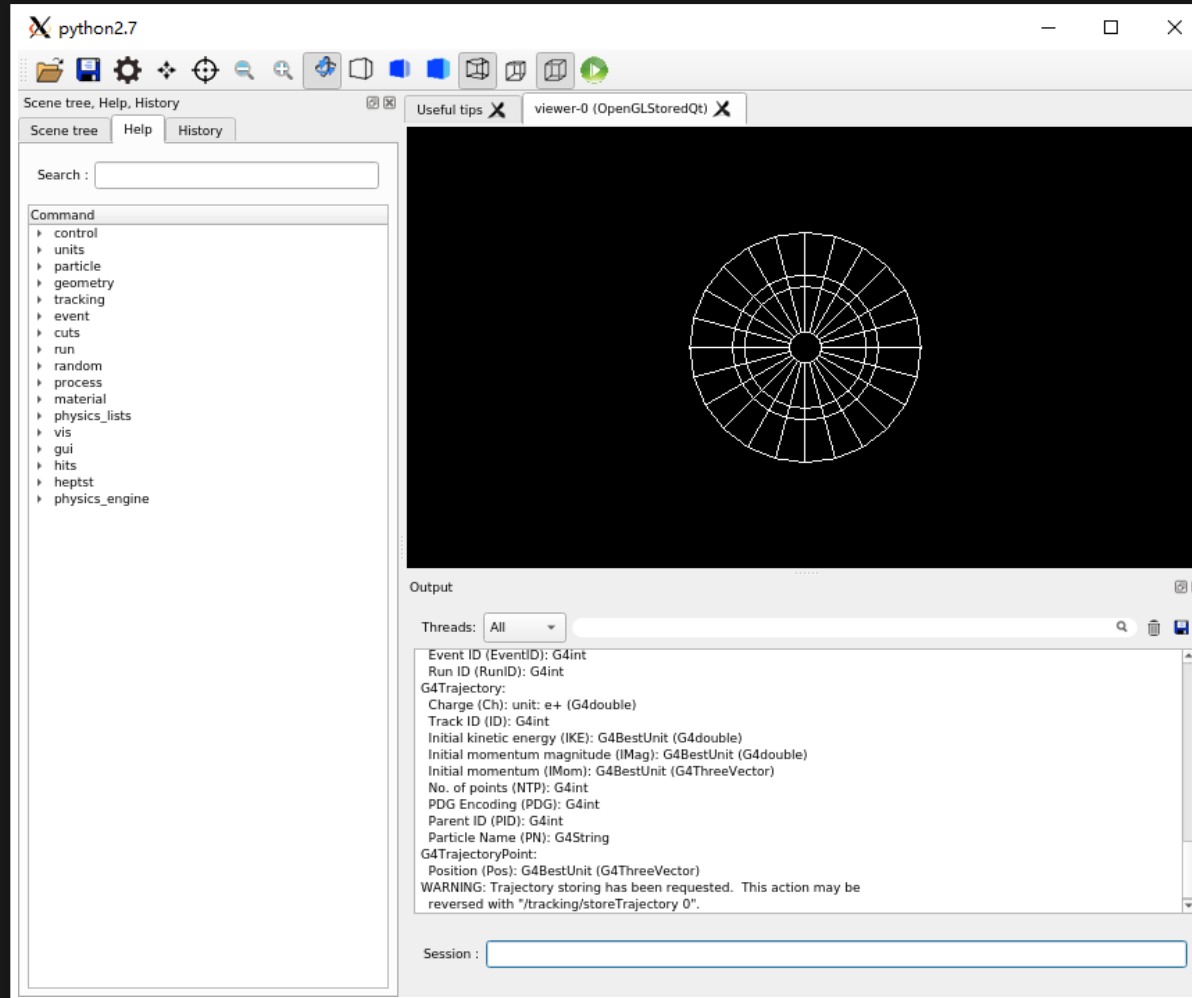 python2.7
Scene tree, Help, History
Scene tree
Help
History
Search :
Command
control
units
particle
geometry
tracking
event
cuts
run
random
process
material
physics_lists
vis
gui
hits
heptst
physics_engine
Useful tips
viewer-0 (OpenGLStoredQt)
Output
Threads: All
Event ID (EventID): G4int
Run ID (RunID): G4int
G4Trajectory:
Charge (Ch): unit: e+ (G4double)
Track ID (ID): G4int
Initial kinetic energy (IKE): G4BestUnit (G4double)
Initial momentum magnitude (IMag): G4BestUnit (G4double)
Initial momentum (IMom): G4BestUnit (G4ThreeVector)
No. of points (NTP): G4int
PDG Encoding (PDG): G4int
Parent ID (PID): G4int
Particle Name (PN): G4String
G4TrajectoryPoint:
Position (Pos): G4BestUnit (G4ThreeVector)
WARNING: Trajectory storing has been requested.  This action may be
reversed with "/tracking/storeTrajectory 0".
Session :